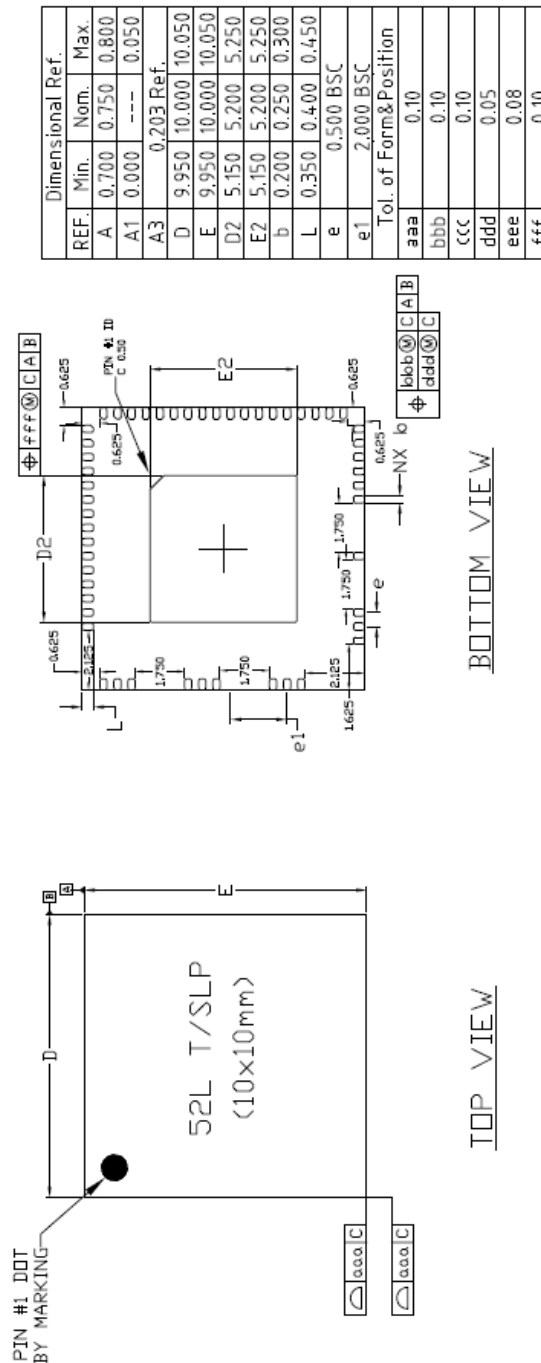 PIN #1 DOT
BY MARKING
D
B
A
E
52L T/SLP
(10x10mm)
aaa C
aaa C
TOP VIEW
fff Ⓜ C A B
D2
0.625
0.625
0.625
PIN #1 ID
C 0.50
E2
L
2.125
1.750
1.750
2.125
e1
1.625
1.750
1.750
e
NX b
0.625
0.625
bbb Ⓜ C A B
ddd Ⓜ C
BOTTOM VIEW
Dimensional Ref.
REF. Min. Nom. Max.
A 0.700 0.750 0.800
A1 0.000 --- 0.050
A3 0.203 Ref.
D 9.950 10.000 10.050
E 9.950 10.000 10.050
D2 5.150 5.200 5.250
E2 5.150 5.200 5.250
b 0.200 0.250 0.300
L 0.350 0.400 0.450
e 0.500 BSC
e1 2.000 BSC
Tol. of Form&Position
aaa 0.10
bbb 0.10
ccc 0.10
ddd 0.05
eee 0.08
fff 0.10